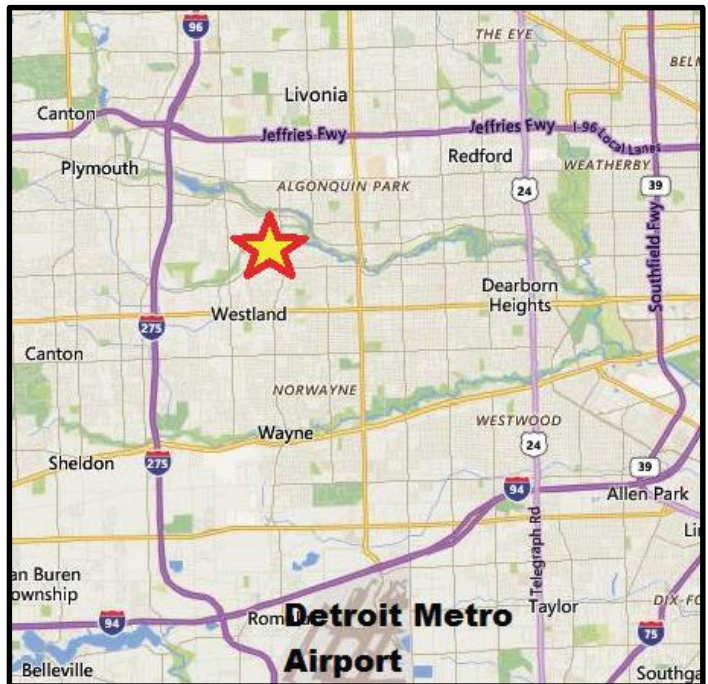 96
THE EYE
BEL
Livonia
Canton
Jeffries Fwy
Jeffries Fwy
I-96 Local Lanes
Redford
WEATHERBY
Plymouth
ALGONQUIN PARK
24
39
Southfield Fwy
Dearborn
Heights
Westland
275
Canton
NORWAYNE
WESTWOOD
Wayne
24
Sheldon
275
39
94
Allen Park
Telegraph Rd
Li
an Buren
ownship
Taylor
DIX-FO
94
Rom
Detroit Metro
Airport
75
Belleville
Southga